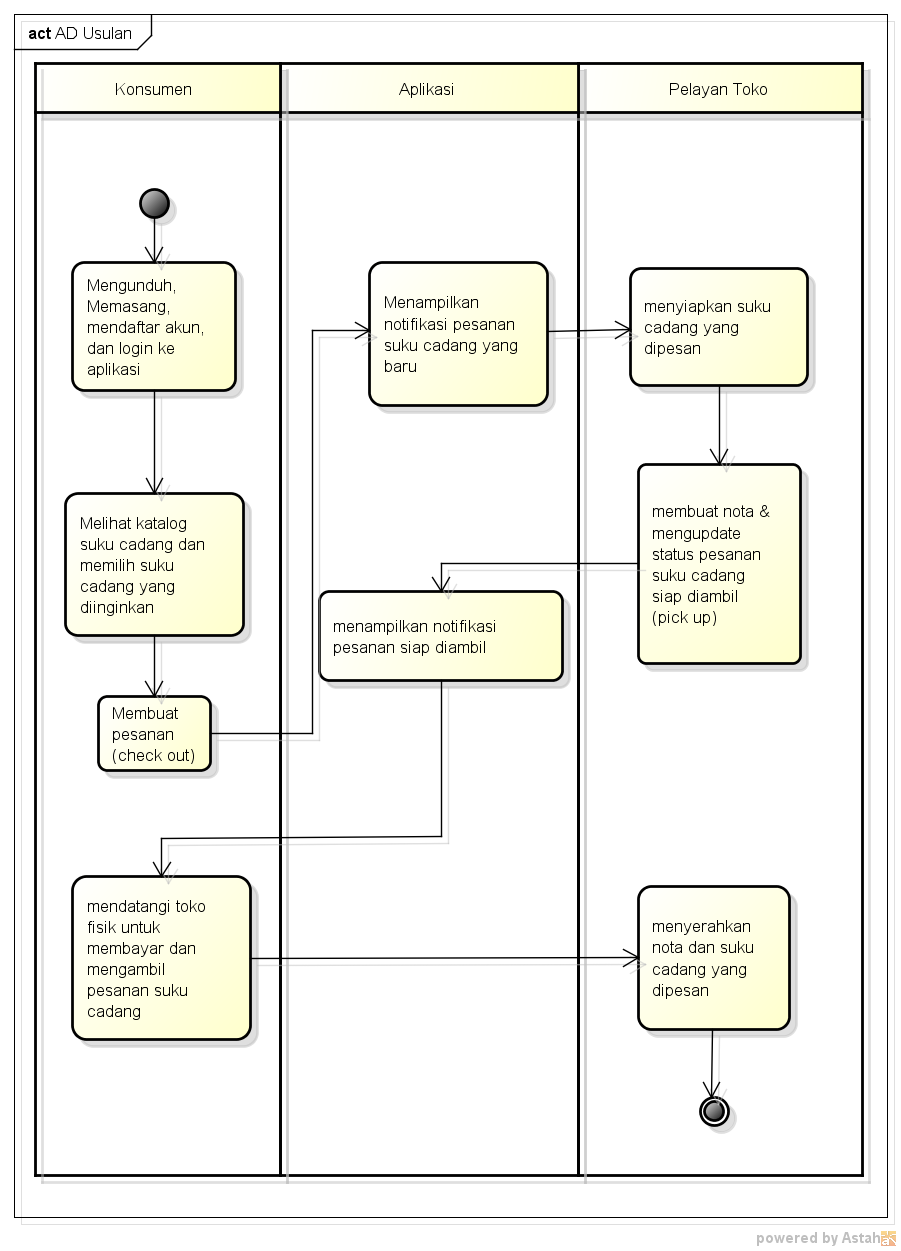 act AD Usulan
Konsumen
Aplikasi
Pelayan Toko
Mengunduh,
Memasang,
mendaftar akun,
dan login ke
aplikasi
Menampilkan
notifikasi pesanan
suku cadang yang
baru
menyiapkan suku
cadang yang
dipesan
Melihat katalog
suku cadang dan
memilih suku
cadang yang
diinginkan
membuat nota &
mengupdate
status pesanan
suku cadang
siap diambil
(pick up)
menampilkan notifikasi
pesanan siap diambil
Membuat
pesanan
(check out)
mendatangi toko
fisik untuk
membayar dan
mengambil
pesanan suku
cadang
menyerahkan
nota dan suku
cadang yang
dipesan
powered by Astah